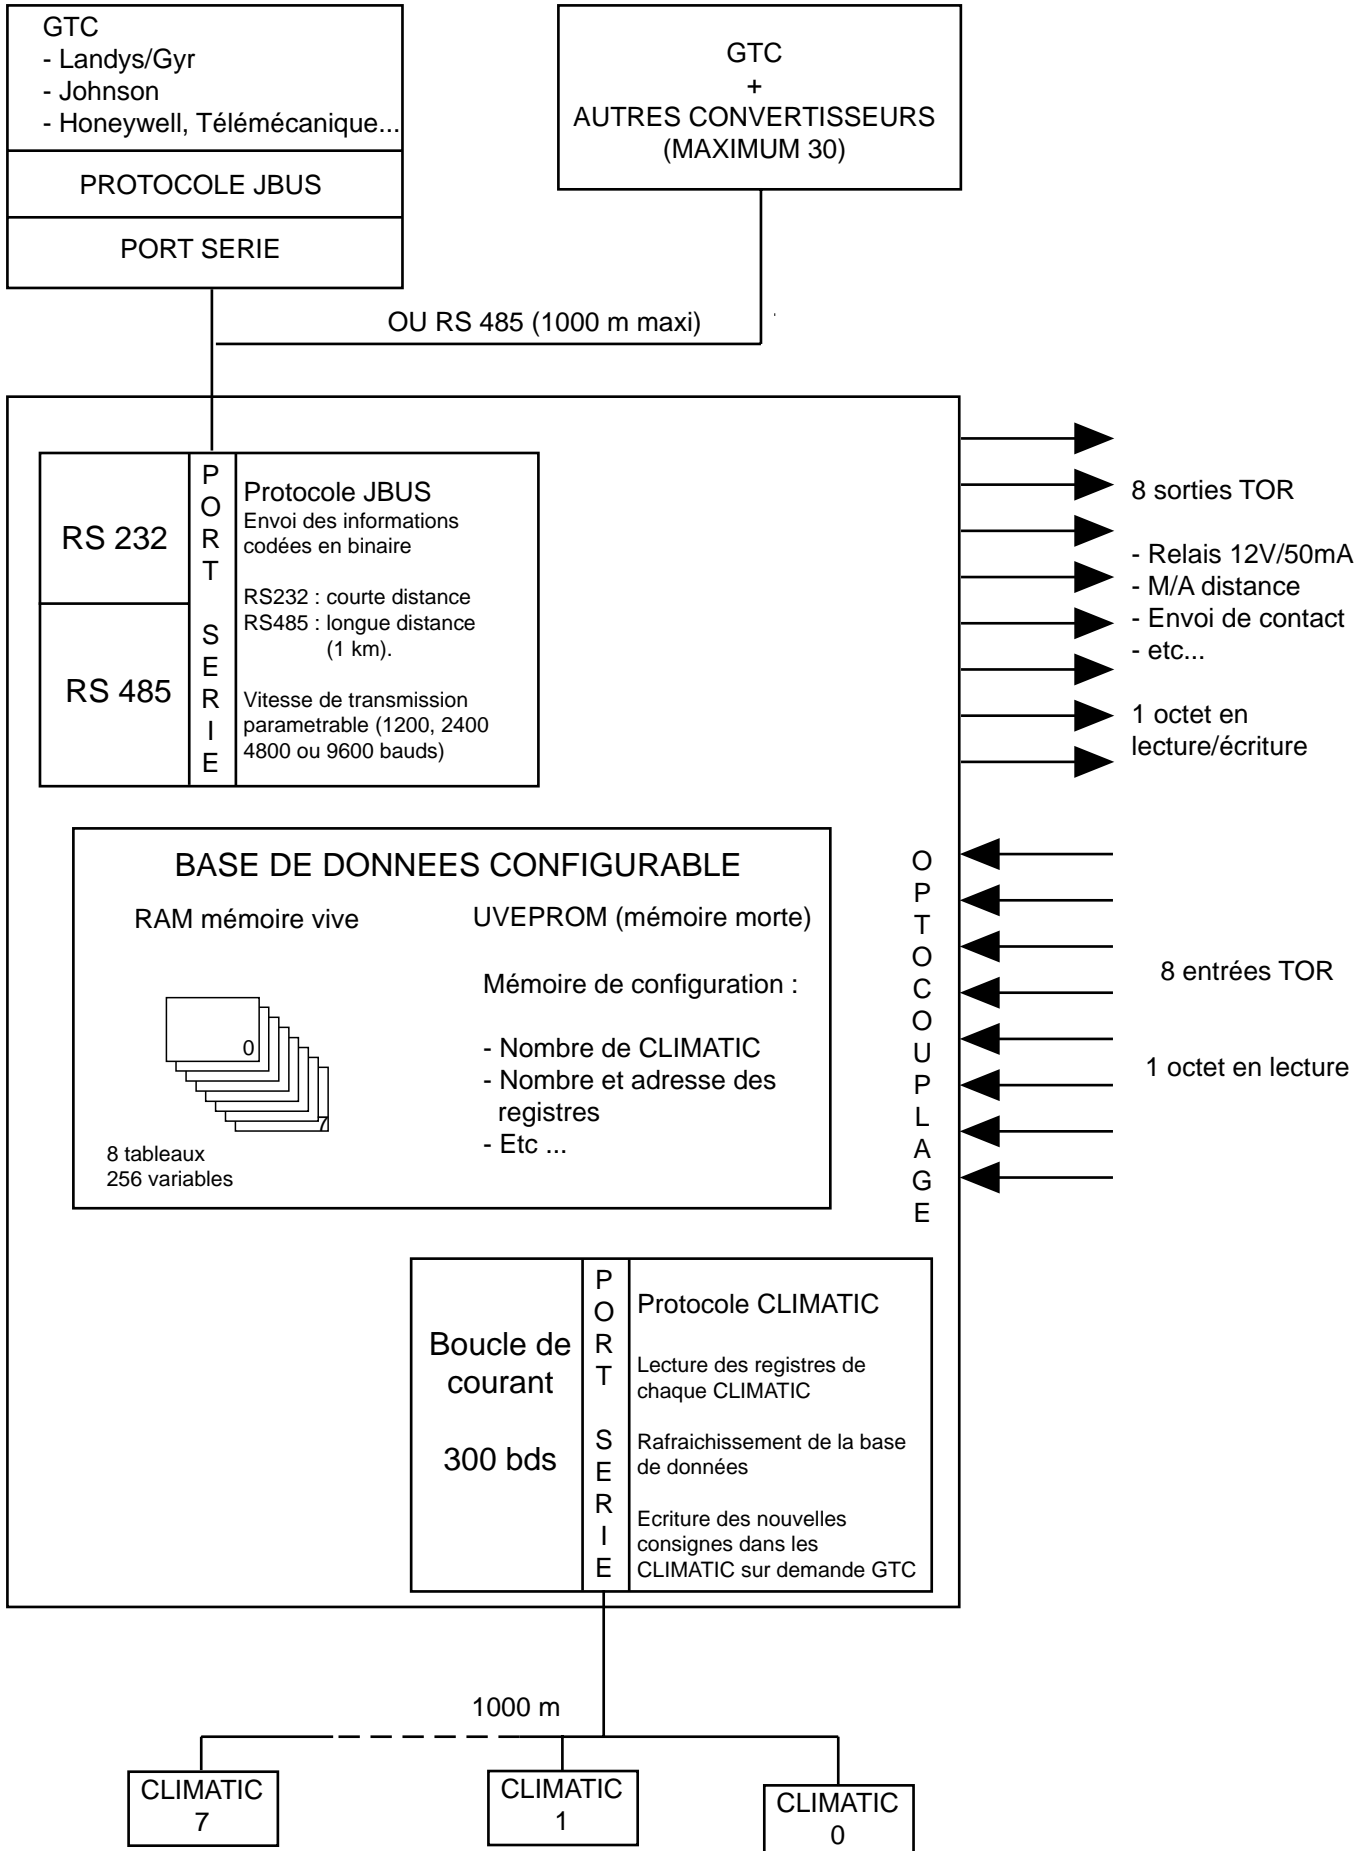 GTC
- Landys/Gyr
- Johnson
- Honeywell, Télémécanique...
PROTOCOLE JBUS
PORT SERIE
GTC
+
AUTRES CONVERTISSEURS
(MAXIMUM 30)
OU RS 485 (1000 m maxi)
RS 232
RS 485
PORT SERIE
Protocole JBUS
Envoi des informations
codées en binaire
RS232 : courte distance
RS485 : longue distance
(1 km).
Vitesse de transmission
parametrable (1200, 2400
4800 ou 9600 bauds)
8 sorties TOR
- Relais 12V/50mA
- M/A distance
- Envoi de contact
- etc...
1 octet en
lecture/écriture
BASE DE DONNEES CONFIGURABLE
RAM mémoire vive
0
7
8 tableaux
256 variables
UVEPROM (mémoire morte)
Mémoire de configuration :
- Nombre de CLIMATIC
- Nombre et adresse des
registres
- Etc ...
OPTOCOUPLAGE
8 entrées TOR
1 octet en lecture
Boucle de
courant
300 bds
PORT SERIE
Protocole CLIMATIC
Lecture des registres de
chaque CLIMATIC
Rafraichissement de la base
de données
Ecriture des nouvelles
consignes dans les
CLIMATIC sur demande GTC
1000 m
CLIMATIC
7
CLIMATIC
1
CLIMATIC
0